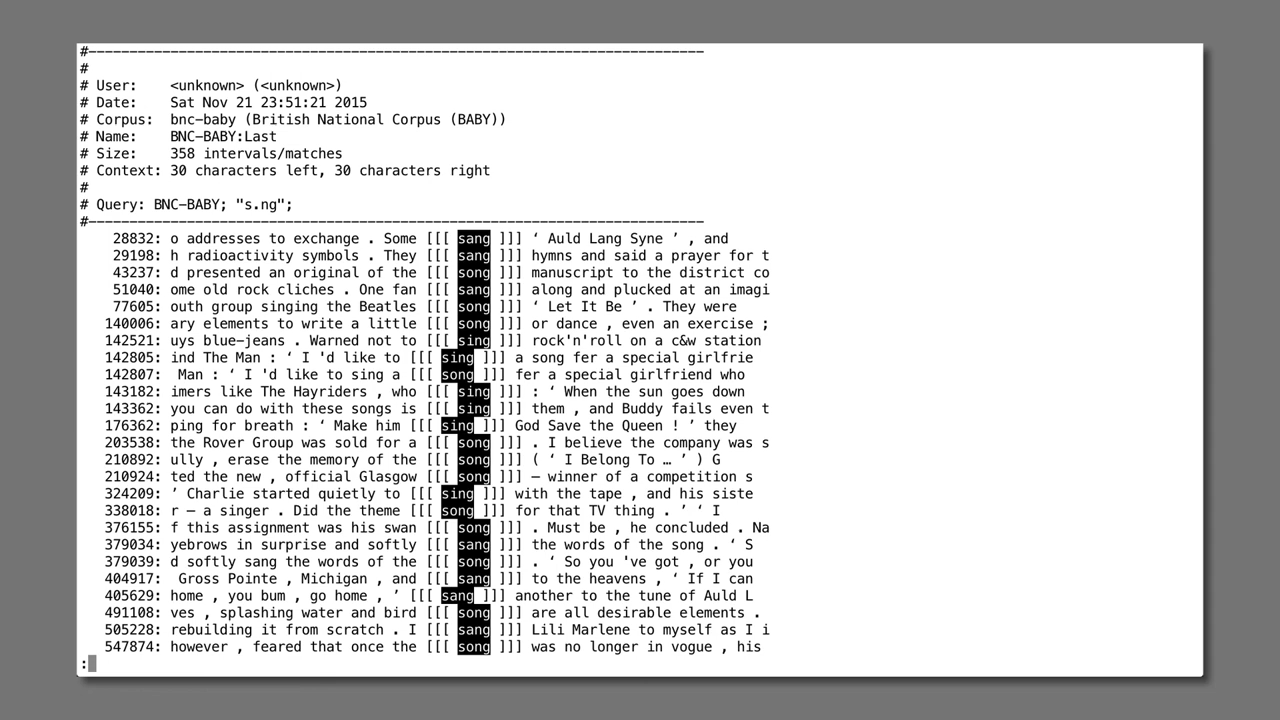 #---------------------------------------------------------------------------
#
# User:    <unknown> (<unknown>)
# Date:    Sat Nov 21 23:51:21 2015
# Corpus:  bnc-baby (British National Corpus (BABY))
# Name:    BNC-BABY:Last
# Size:    358 intervals/matches
# Context: 30 characters left, 30 characters right
#
# Query: BNC-BABY; "s.ng";
#---------------------------------------------------------------------------
28832: o addresses to exchange . Some [[[ sang ]]] ‘ Auld Lang Syne ’ , and
29198: h radioactivity symbols . They [[[ sang ]]] hymns and said a prayer for t
43237: d presented an original of the [[[ song ]]] manuscript to the district co
51040: ome old rock cliches . One fan [[[ sang ]]] along and plucked at an imagi
77605: outh group singing the Beatles [[[ song ]]] ‘ Let It Be ’ . They were
140006: ary elements to write a little [[[ song ]]] or dance , even an exercise ;
142521: uys blue-jeans . Warned not to [[[ sing ]]] rock'n'roll on a c&w station
142805: ind The Man : ‘ I 'd like to [[[ sing ]]] a song fer a special girlfrie
142807:  Man : ‘ I 'd like to sing a [[[ song ]]] fer a special girlfriend who
143182: imers like The Hayriders , who [[[ sing ]]] : ‘ When the sun goes down
143362: you can do with these songs is [[[ sing ]]] them , and Buddy fails even t
176362: ping for breath : ‘ Make him [[[ sing ]]] God Save the Queen ! ’ they
203538: the Rover Group was sold for a [[[ song ]]] . I believe the company was s
210892: ully , erase the memory of the [[[ song ]]] ( ‘ I Belong To … ’ ) G
210924: ted the new , official Glasgow [[[ song ]]] — winner of a competition s
324209: ’ Charlie started quietly to [[[ sing ]]] with the tape , and his siste
338018: r — a singer . Did the theme [[[ song ]]] for that TV thing . ’ ‘ I
376155: f this assignment was his swan [[[ song ]]] . Must be , he concluded . Na
379034: yebrows in surprise and softly [[[ sang ]]] the words of the song . ‘ S
379039: d softly sang the words of the [[[ song ]]] . ‘ So you 've got , or you
404917:  Gross Pointe , Michigan , and [[[ sang ]]] to the heavens , ‘ If I can
405629: home , you bum , go home , ’ [[[ sang ]]] another to the tune of Auld L
491108: ves , splashing water and bird [[[ song ]]] are all desirable elements .
505228: rebuilding it from scratch . I [[[ sang ]]] Lili Marlene to myself as I i
547874: however , feared that once the [[[ song ]]] was no longer in vogue , his
: